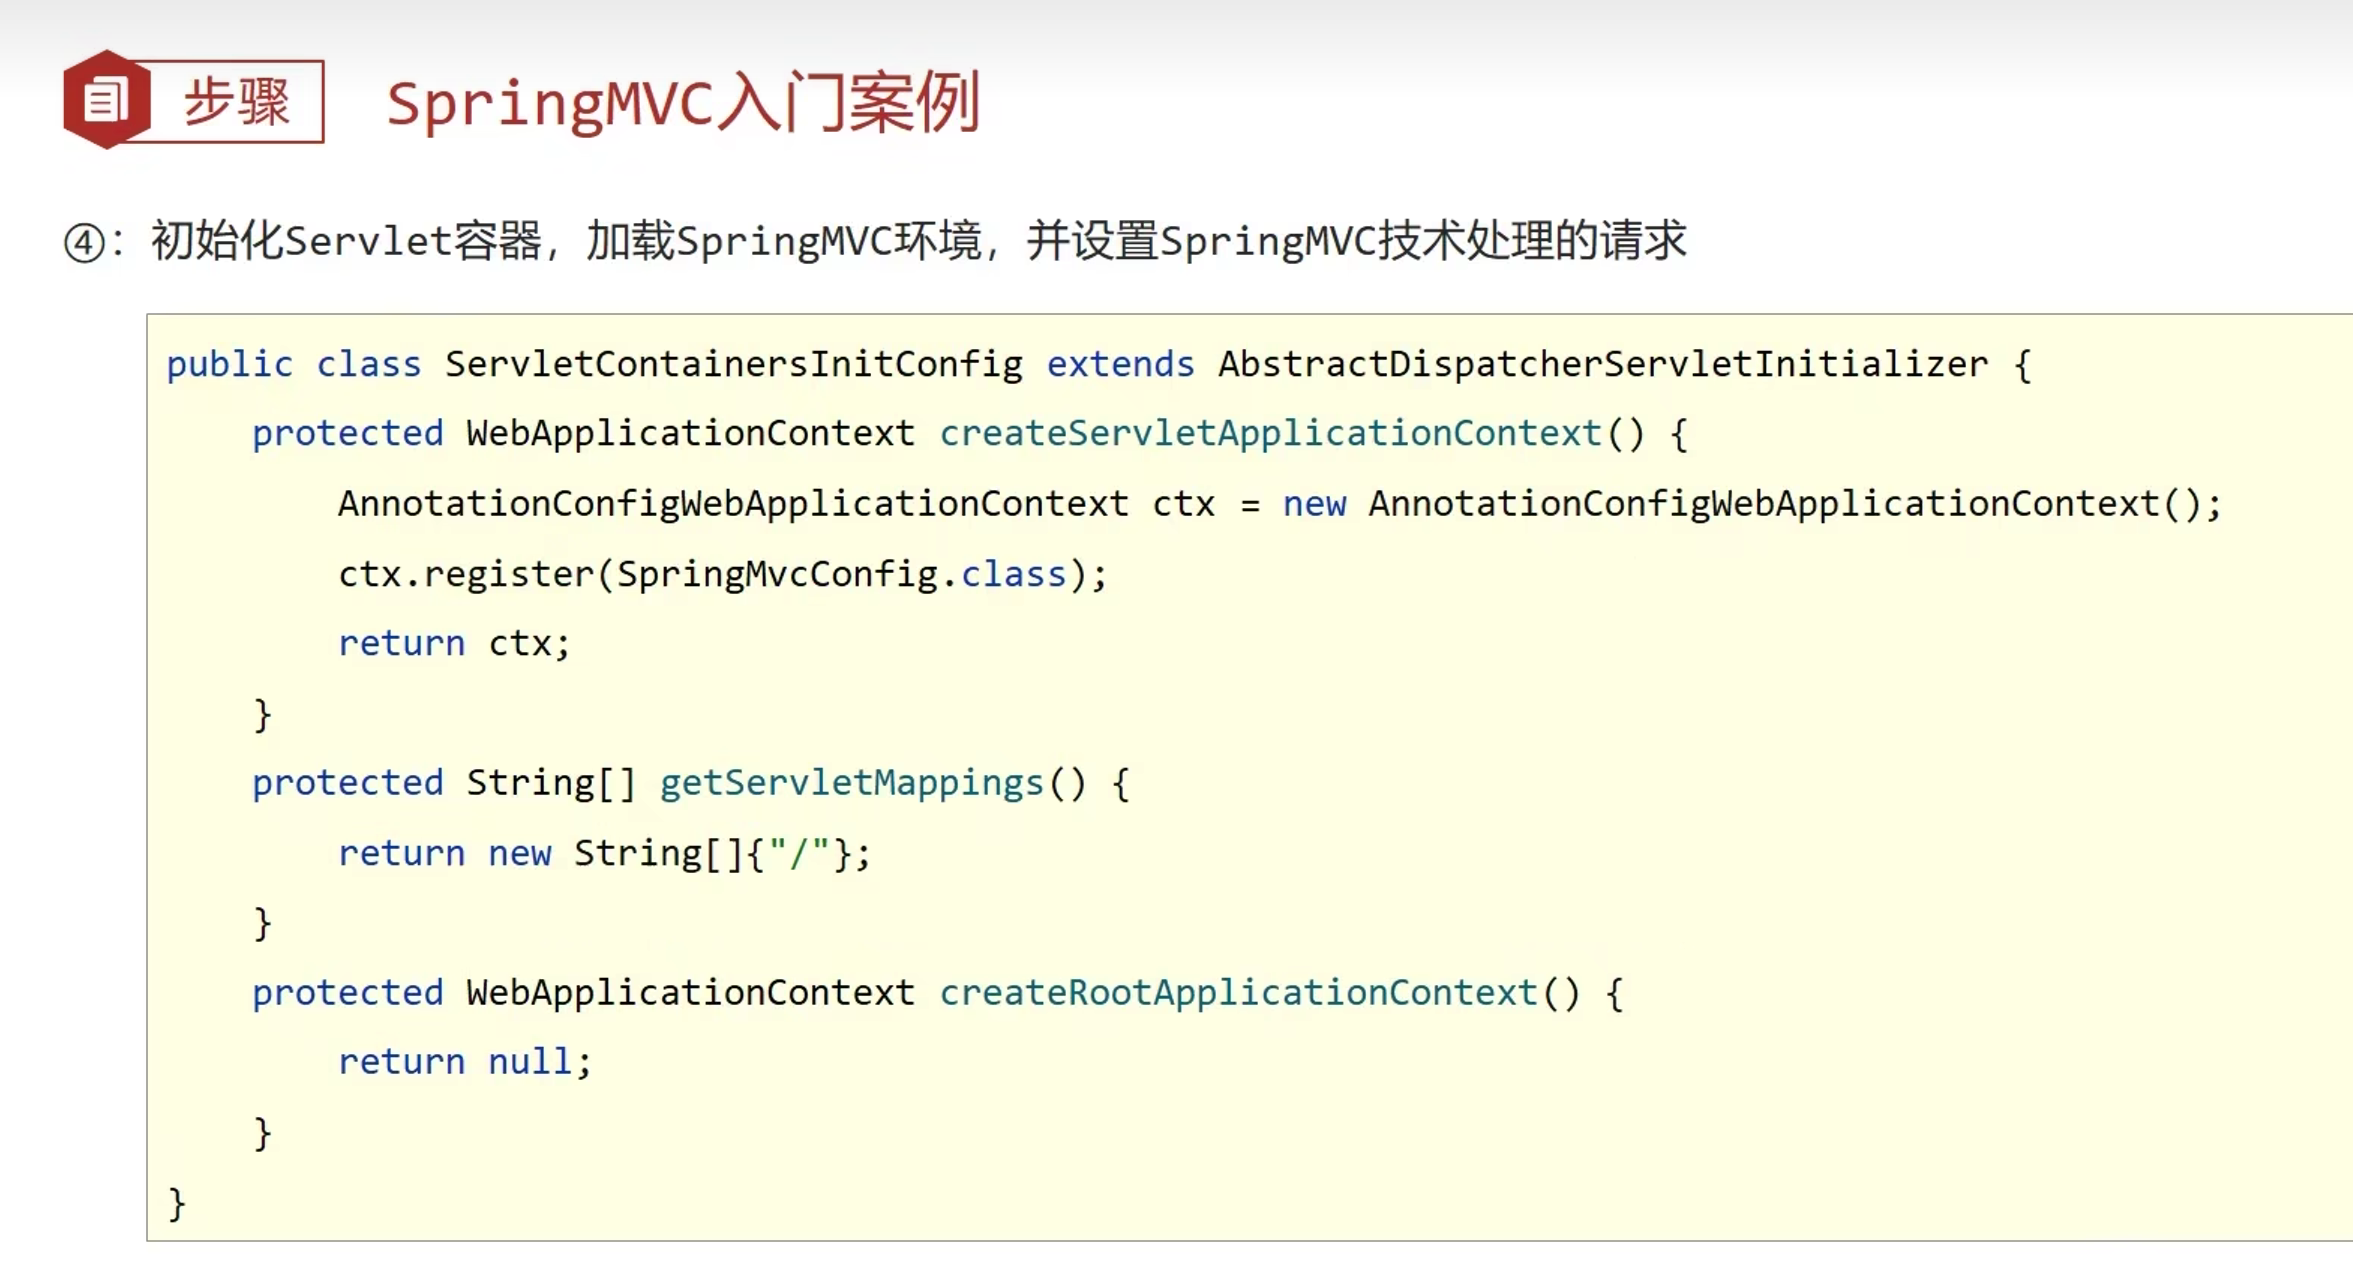 步骤 SpringMVC入门案例
④：初始化Servlet容器，加载SpringMVC环境，并设置SpringMVC技术处理的请求
public class ServletContainersInitConfig extends AbstractDispatcherServletInitializer {
    protected WebApplicationContext createServletApplicationContext() {
        AnnotationConfigWebApplicationContext ctx = new AnnotationConfigWebApplicationContext();
        ctx.register(SpringMvcConfig.class);
        return ctx;
    }
    protected String[] getServletMappings() {
        return new String[]{"/"};
    }
    protected WebApplicationContext createRootApplicationContext() {
        return null;
    }
}